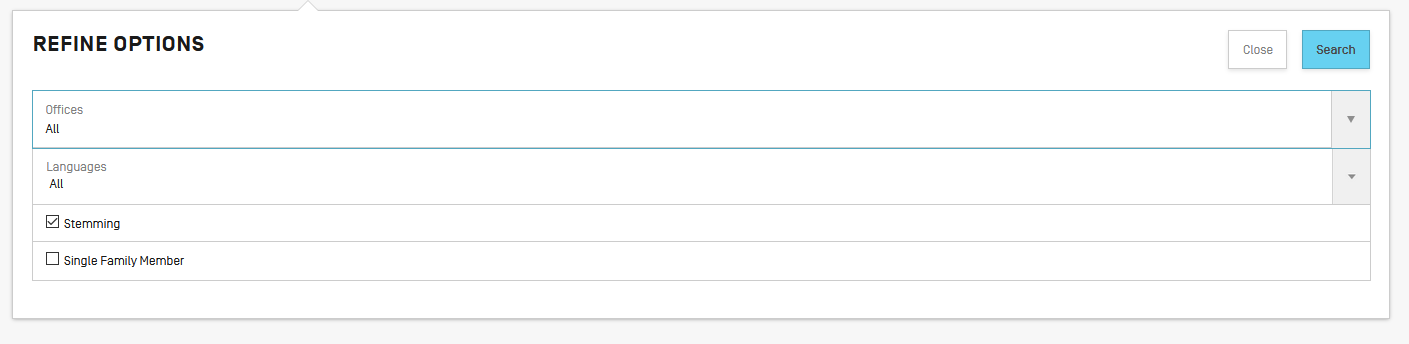 REFINE OPTIONS
Close
Search
Offices
All
Languages
All
Stemming
Single Family Member